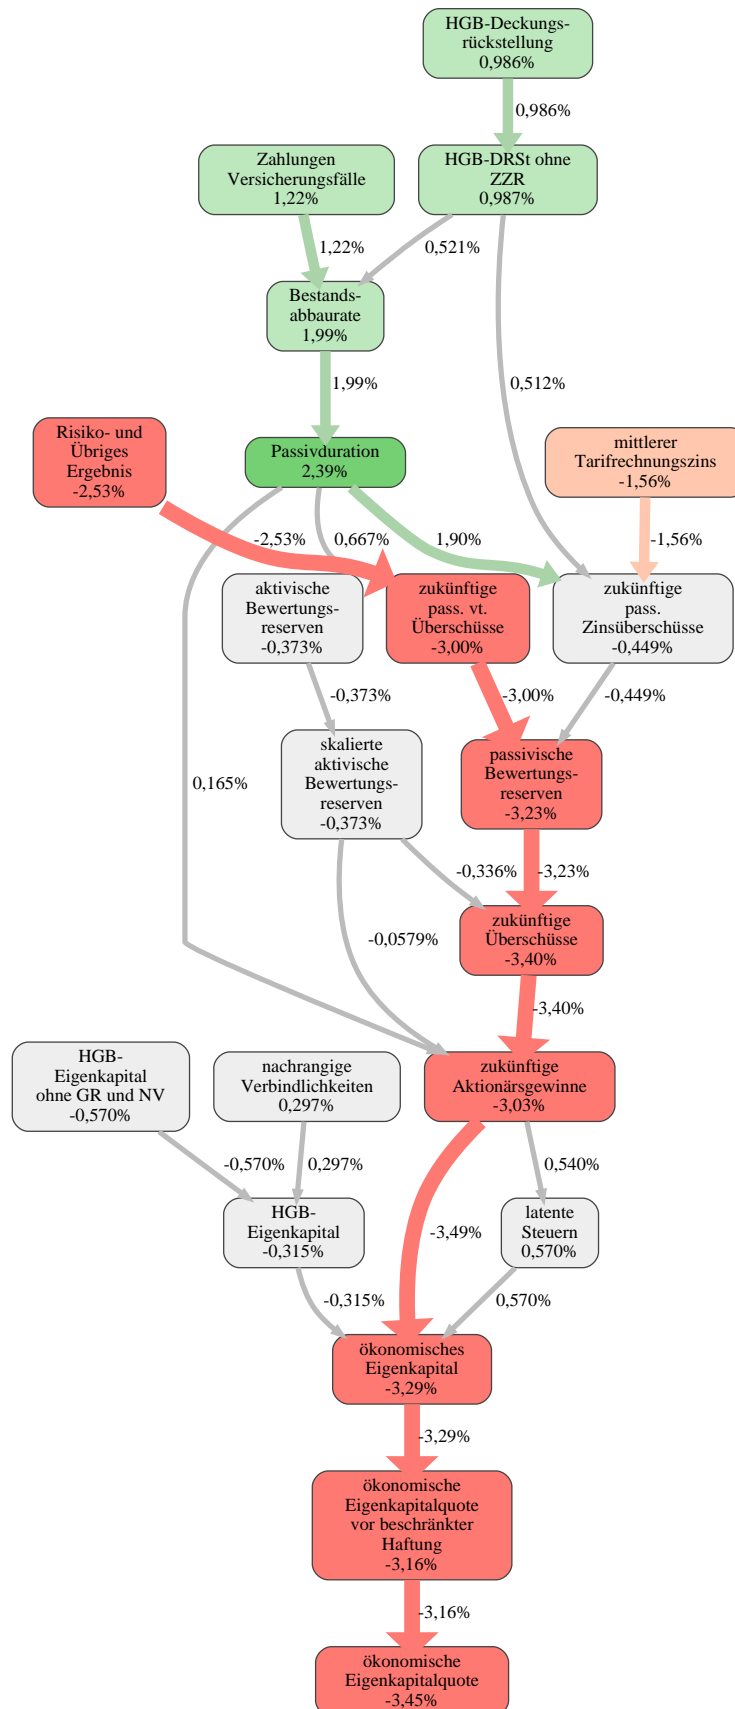 HGB-Deckungs-
rückstellung
0,986%
0,986%
Zahlungen
Versicherungsfälle
1,22%
HGB-DRSt ohne
ZZR
0,987%
1,22%
0,521%
Bestands-
abbaurate
1,99%
1,99%
0,512%
Risiko- und
Übriges
Ergebnis
-2,53%
Passivduration
2,39%
mittlerer
Tarifrechnungszins
-1,56%
-2,53%
0,667%
1,90%
-1,56%
aktivische
Bewertungs-
reserven
-0,373%
zukünftige
pass. vt.
Überschüsse
-3,00%
zukünftige
pass.
Zinsüberschüsse
-0,449%
-0,373%
-3,00%
-0,449%
skalierte
aktivische
Bewertungs-
reserven
-0,373%
passivische
Bewertungs-
reserven
-3,23%
0,165%
-0,336%
-3,23%
zukünftige
Überschüsse
-3,40%
-0,0579%
-3,40%
HGB-
Eigenkapital
ohne GR und NV
-0,570%
nachrangige
Verbindlichkeiten
0,297%
zukünftige
Aktionärsgewinne
-3,03%
-0,570%
0,297%
0,540%
HGB-
Eigenkapital
-0,315%
-3,49%
latente
Steuern
0,570%
-0,315%
0,570%
ökonomisches
Eigenkapital
-3,29%
-3,29%
ökonomische
Eigenkapitalquote
vor beschränkter
Haftung
-3,16%
-3,16%
ökonomische
Eigenkapitalquote
-3,45%